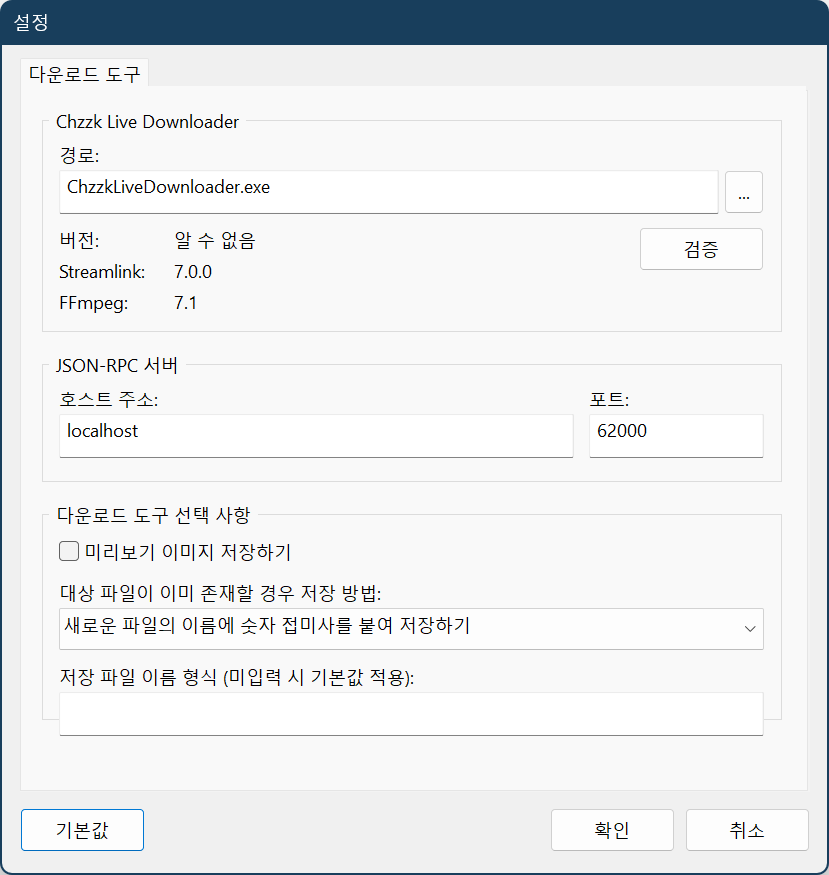 설정
다운로드 도구
Chzzk Live Downloader
경로:
ChzzkLiveDownloader.exe
...
버전: 알 수 없음
검증
Streamlink: 7.0.0
FFmpeg: 7.1
JSON-RPC 서버
호스트 주소: 포트:
localhost 62000
다운로드 도구 선택 사항
미리보기 이미지 저장하기
대상 파일이 이미 존재할 경우 저장 방법:
새로운 파일의 이름에 숫자 접미사를 붙여 저장하기
저장 파일 이름 형식 (미입력 시 기본값 적용):
기본값 확인 취소